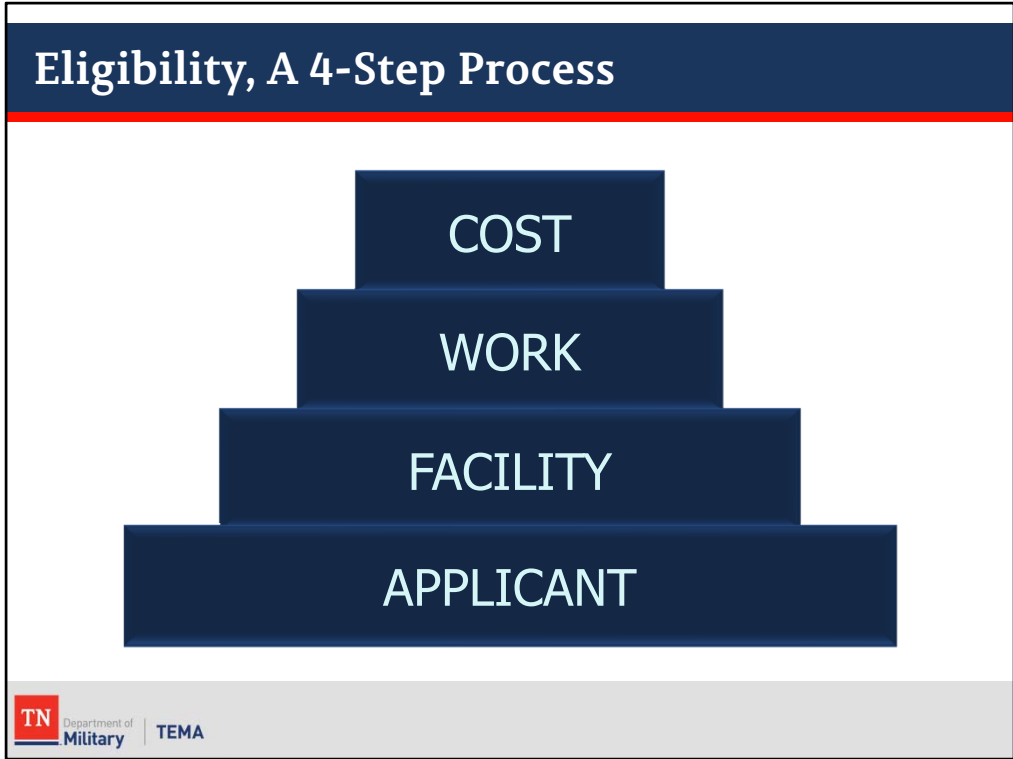 Eligibility, A 4-Step Process
COST
WORK
FACILITY
APPLICANT
TN
Department of
Military
TEMA